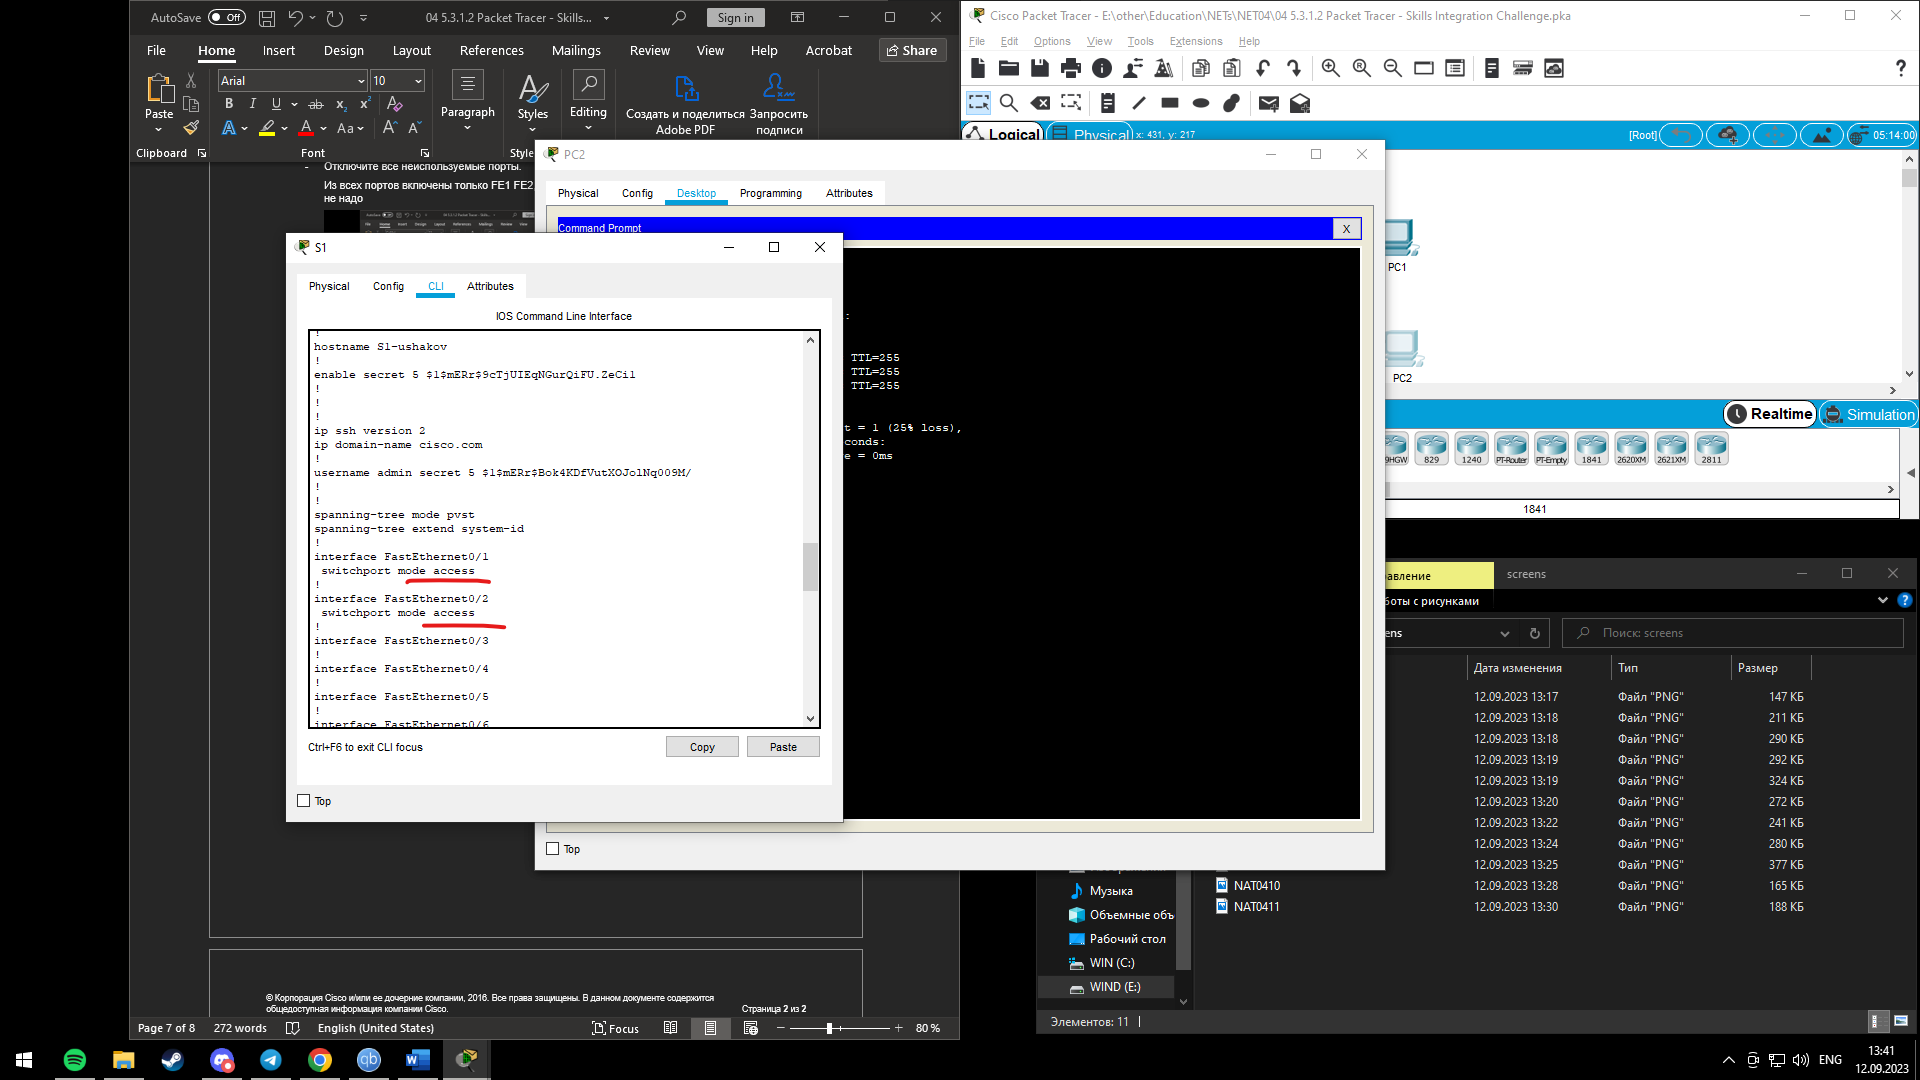 AutoSave Off
04 5.3.1.2 Packet Tracer - Skills...
Sign in
File Home Insert Design Layout References Mailings Review View Help Acrobat Share
Paste
Arial 10
Paragraph
Styles
Editing
Создать и поделиться Adobe PDF
Запросить подписи
Clipboard
Font
Style
Отключите все неиспользуемые порты.
Из всех портов включены только FE1 FE2,
не надо
© Корпорация Cisco и/или ее дочерние компании, 2016. Все права защищены. В данном документе содержится
общедоступная информация компании Cisco.
Страница 2 из 2
Page 7 of 8 272 words English (United States) Focus 80 %
Cisco Packet Tracer - E:\other\Education\NETs\NET04\04 5.3.1.2 Packet Tracer - Skills Integration Challenge.pka
File Edit Options View Tools Extensions Help
Logical Physical x: 431, y: 217
[Root] 05:14:00
PC1
PC2
Realtime Simulation
9HGW 829 1240 PT-Router PT-Empty 1841 2620XM 2621XM 2811
1841
PC2
Physical Config Desktop Programming Attributes
Command Prompt X
:
TTL=255
TTL=255
TTL=255
t = 1 (25% loss),
conds:
e = 0ms
Top
S1
Physical Config CLI Attributes
IOS Command Line Interface
!
hostname S1-ushakov
!
enable secret 5 $1$mERr$9cTjUIEqNGurQiFU.ZeCi1
!
!
!
ip ssh version 2
ip domain-name cisco.com
!
username admin secret 5 $1$mERr$Bok4KDfVutXOJolNq009M/
!
!
spanning-tree mode pvst
spanning-tree extend system-id
!
interface FastEthernet0/1
switchport mode access
!
interface FastEthernet0/2
switchport mode access
!
interface FastEthernet0/3
!
interface FastEthernet0/4
!
interface FastEthernet0/5
!
interface FastEthernet0/6
Ctrl+F6 to exit CLI focus
Copy Paste
Top
авление screens
боты с рисунками
ens Поиск: screens
Дата изменения Тип Размер
12.09.2023 13:17 Файл "PNG" 147 КБ
12.09.2023 13:18 Файл "PNG" 211 КБ
12.09.2023 13:18 Файл "PNG" 290 КБ
12.09.2023 13:19 Файл "PNG" 292 КБ
12.09.2023 13:19 Файл "PNG" 324 КБ
12.09.2023 13:20 Файл "PNG" 272 КБ
12.09.2023 13:22 Файл "PNG" 241 КБ
12.09.2023 13:24 Файл "PNG" 280 КБ
12.09.2023 13:25 Файл "PNG" 377 КБ
NAT0410 12.09.2023 13:28 Файл "PNG" 165 КБ
NAT0411 12.09.2023 13:30 Файл "PNG" 188 КБ
Музыка
Объемные объ
Рабочий стол
WIN (C:)
WIND (E:)
Элементов: 11
ENG
13:41
12.09.2023